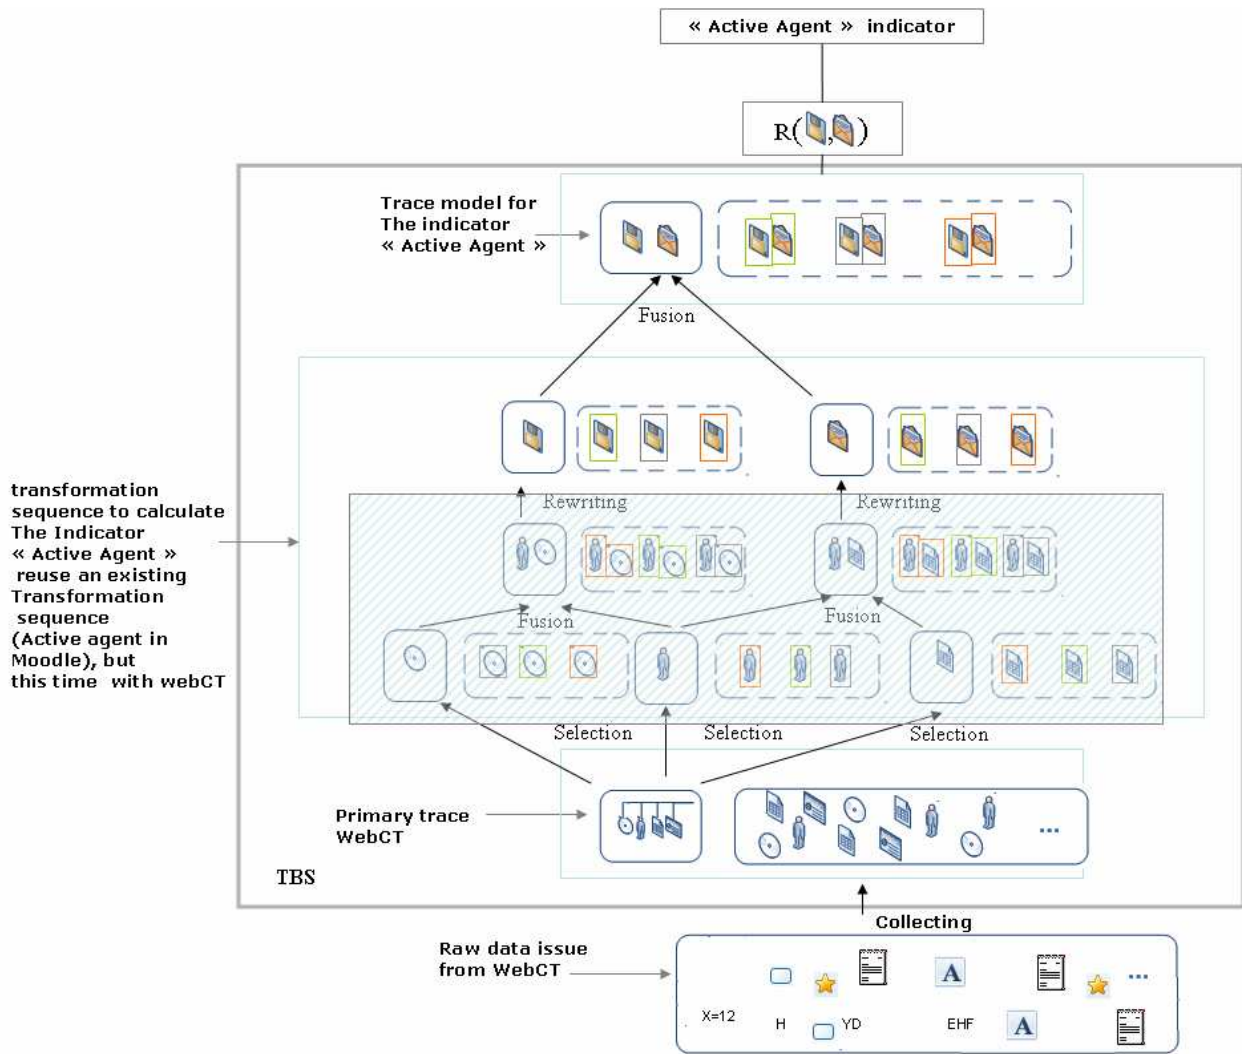 « Active Agent »  indicator
R( , )
Trace model for
The indicator
« Active Agent »
Fusion
Rewriting
Rewriting
transformation
sequence to calculate
The Indicator
« Active Agent »
reuse an existing
Transformation
sequence
(Active agent in
Moodle), but
this time  with webCT
Fusion
Fusion
Selection
Selection
Selection
Primary trace
WebCT
...
TBS
Collecting
Raw data issue
from WebCT
A
...
X=12
H
YD
EHF
A